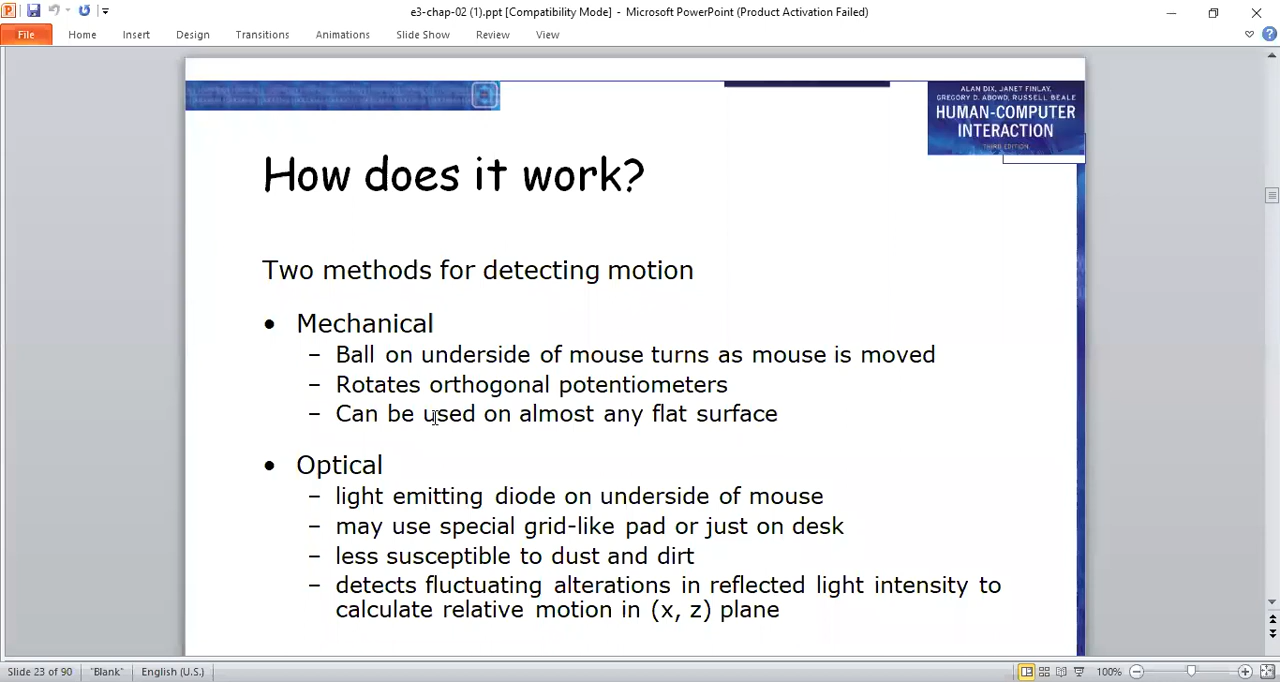 e3-chap-02 (1).ppt [Compatibility Mode] - Microsoft PowerPoint (Product Activation Failed)
File Home Insert Design Transitions Animations Slide Show Review View
ALAN DIX, JANET FINLAY,
GREGORY D. ABOWD, RUSSELL BEALE
HUMAN-COMPUTER
INTERACTION
THIRD EDITION
How does it work?
Two methods for detecting motion
• Mechanical
– Ball on underside of mouse turns as mouse is moved
– Rotates orthogonal potentiometers
– Can be used on almost any flat surface
• Optical
– light emitting diode on underside of mouse
– may use special grid-like pad or just on desk
– less susceptible to dust and dirt
– detects fluctuating alterations in reflected light intensity to
calculate relative motion in (x, z) plane
Slide 23 of 90 "Blank" English (U.S.) 100%